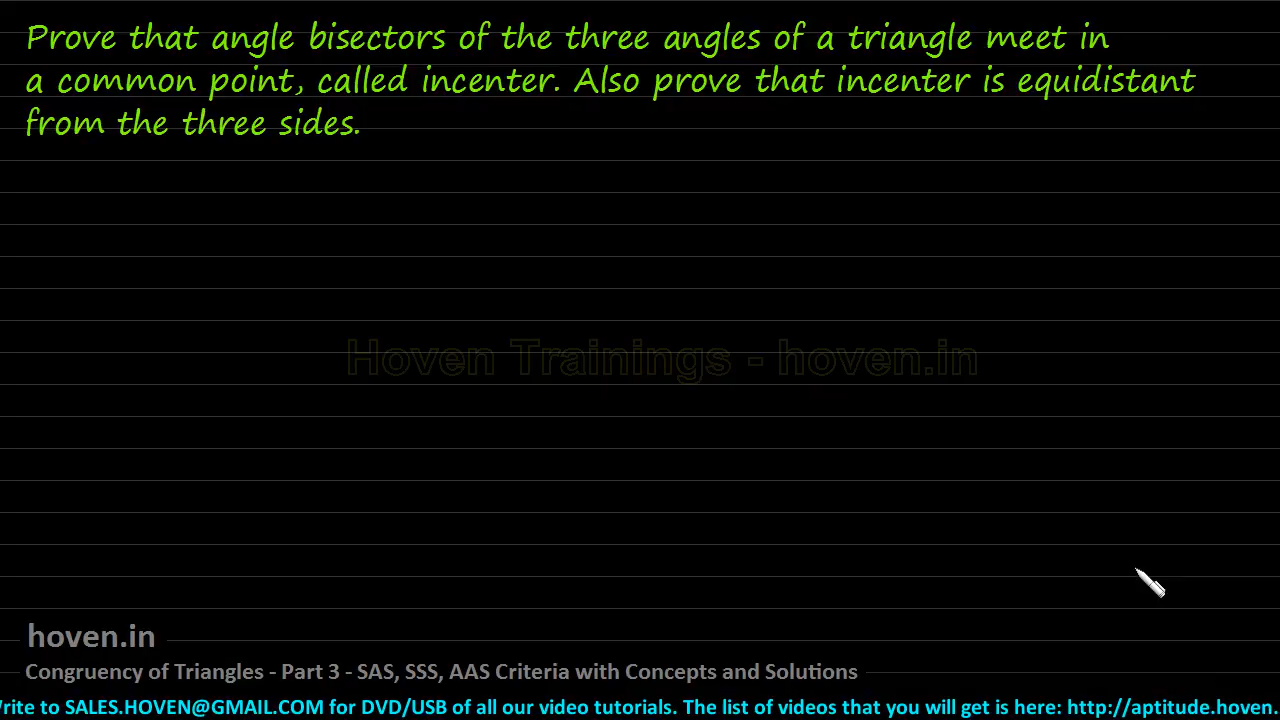 Prove that angle bisectors of the three angles of a triangle meet in
a common point, called incenter. Also prove that incenter is equidistant
from the three sides.
Hoven Trainings - hoven.in
hoven.in
Congruency of Triangles - Part 3 - SAS, SSS, AAS Criteria with Concepts and Solutions
rite to SALES.HOVEN@GMAIL.COM for DVD/USB of all our video tutorials. The list of videos that you will get is here: http://aptitude.hoven.